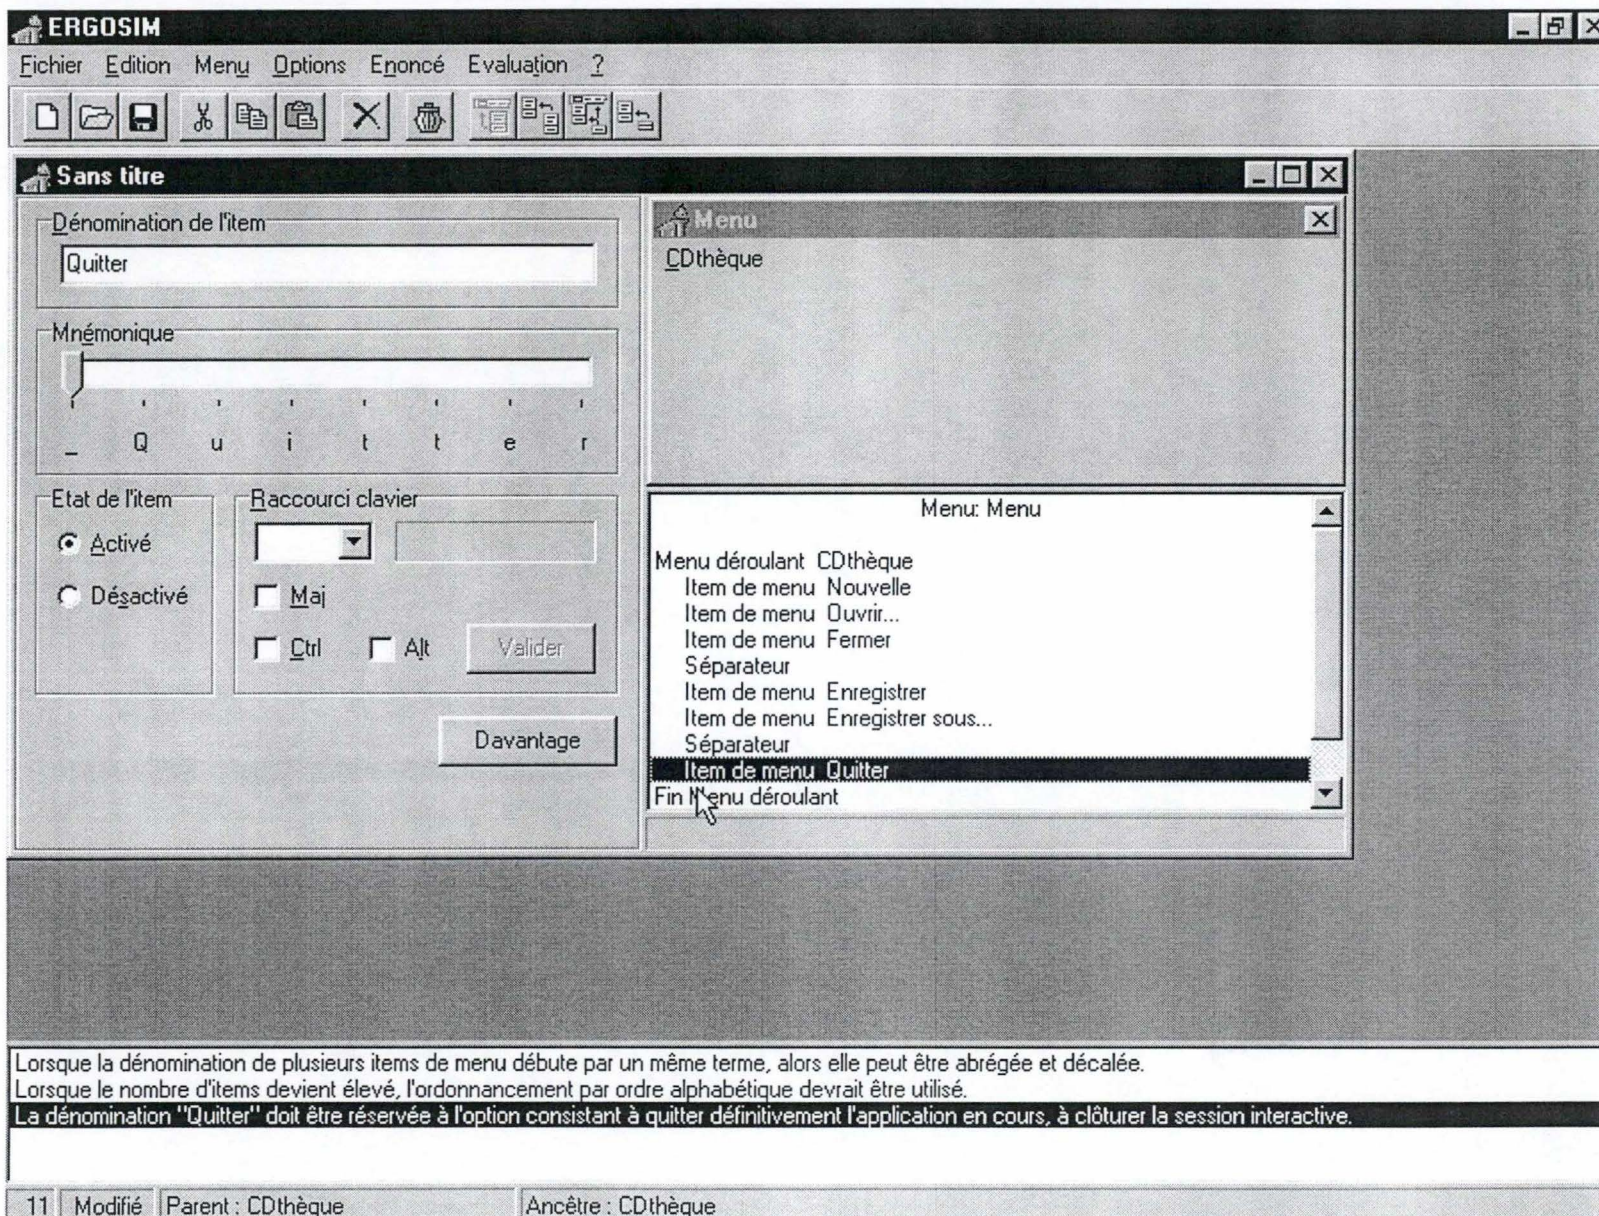 ERGOSIM
Fichier Edition Menu Options Enoncé Evaluation ?
Sans titre
Dénomination de l'item
Quitter
Mnémonique
_ Q u i t t e r
Etat de l'item
Activé
Désactivé
Raccourci clavier
Maj
Ctrl Alt Valider
Davantage
Menu
CDthèque
Menu: Menu
Menu déroulant CDthèque
Item de menu Nouvelle
Item de menu Ouvrir...
Item de menu Fermer
Séparateur
Item de menu Enregistrer
Item de menu Enregistrer sous...
Séparateur
Item de menu Quitter
Fin Menu déroulant
Lorsque la dénomination de plusieurs items de menu débute par un même terme, alors elle peut être abrégée et décalée.
Lorsque le nombre d'items devient élevé, l'ordonnancement par ordre alphabétique devrait être utilisé.
La dénomination "Quitter" doit être réservée à l'option consistant à quitter définitivement l'application en cours, à clôturer la session interactive.
11 Modifié Parent : CDthèque Ancêtre : CDthèque